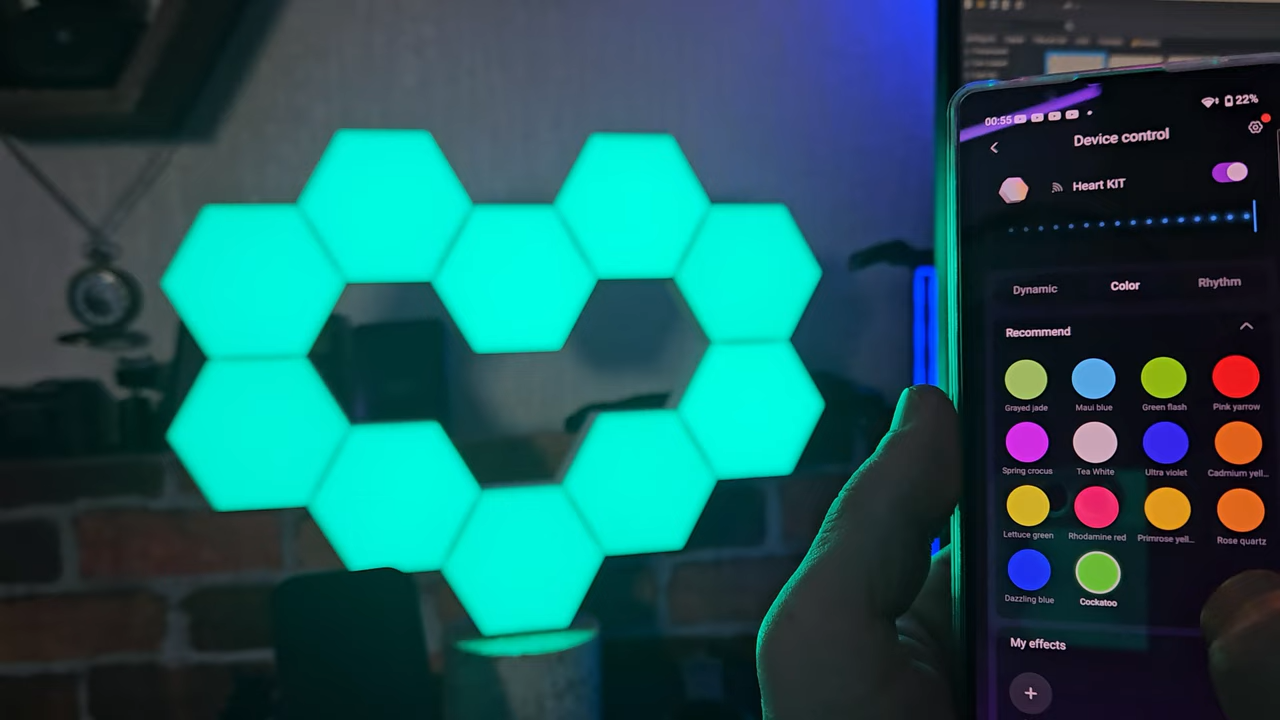 00:55
22%
Device control
Heart KIT
Dynamic Color Rhythm
Recommend
Grayed jade Maui blue Green flash Pink yarrow
Spring crocus Tea White Ultra violet Cadmium yell...
Lettuce green Rhodamine red Primrose yell... Rose quartz
Dazzling blue Cockatoo
My effects
+